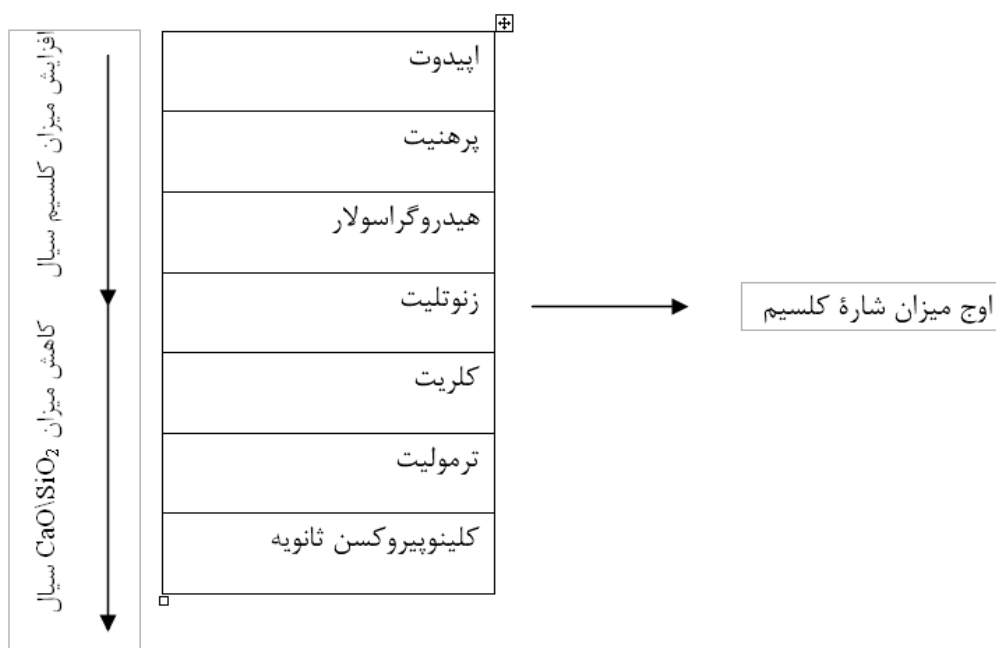 اپیدوت
پرهنیت
هیدروگراسولار
زنوتلیت
کلریت
ترمولیت
کلینوپیروکسن ثانویه
اوج میزان شارهٔ کلسیم
افزایش میزان کلسیم سیال
کاهش میزان CaO\SiO₂ سیال